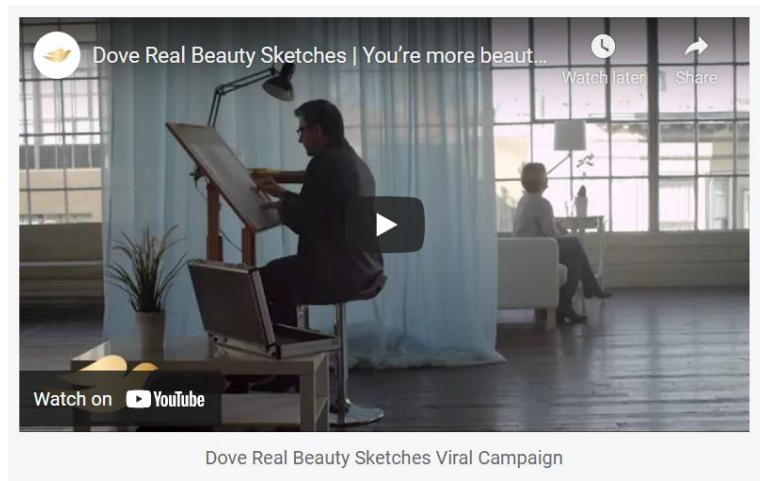 Dove Real Beauty Sketches | You’re more beaut...
Watch later
Share
Watch on YouTube
Dove Real Beauty Sketches Viral Campaign